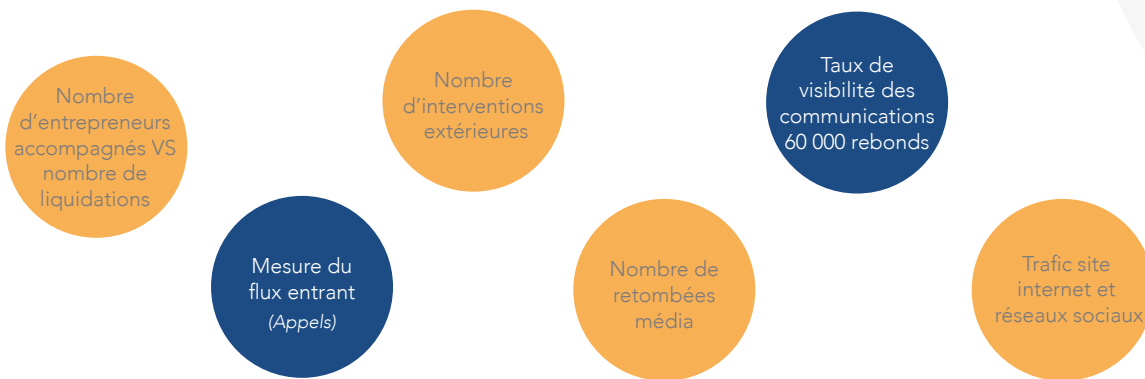 Nombre
d’entrepreneurs
accompagnés VS
nombre de
liquidations
Mesure du
flux entrant
(Appels)
Nombre
d’interventions
extérieures
Nombre de
retombées
média
Taux de
visibilité des
communications
60 000 rebonds
Trafic site
internet et
réseaux sociaux